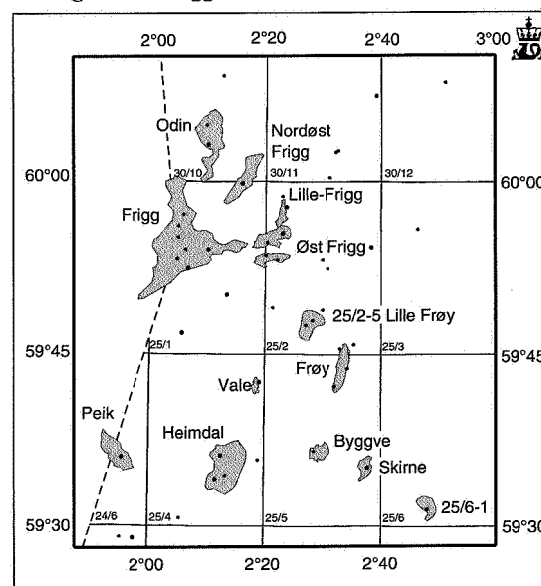 2°00' 2°20' 2°40' 3°00'
Odin
Nordøst
Frigg
60°00' 30/10 30/11 30/12 60°00'
Lille-Frigg
Frigg
Øst Frigg
25/2-5 Lille Frøy
59°45' 25/1 25/2 25/3 59°45'
Vale
Frøy
Peik
Heimdal
Byggve
Skirne
25/6-1
59°30' 24/6 25/4 25/5 25/6 59°30'
2°00' 2°20' 2°40'